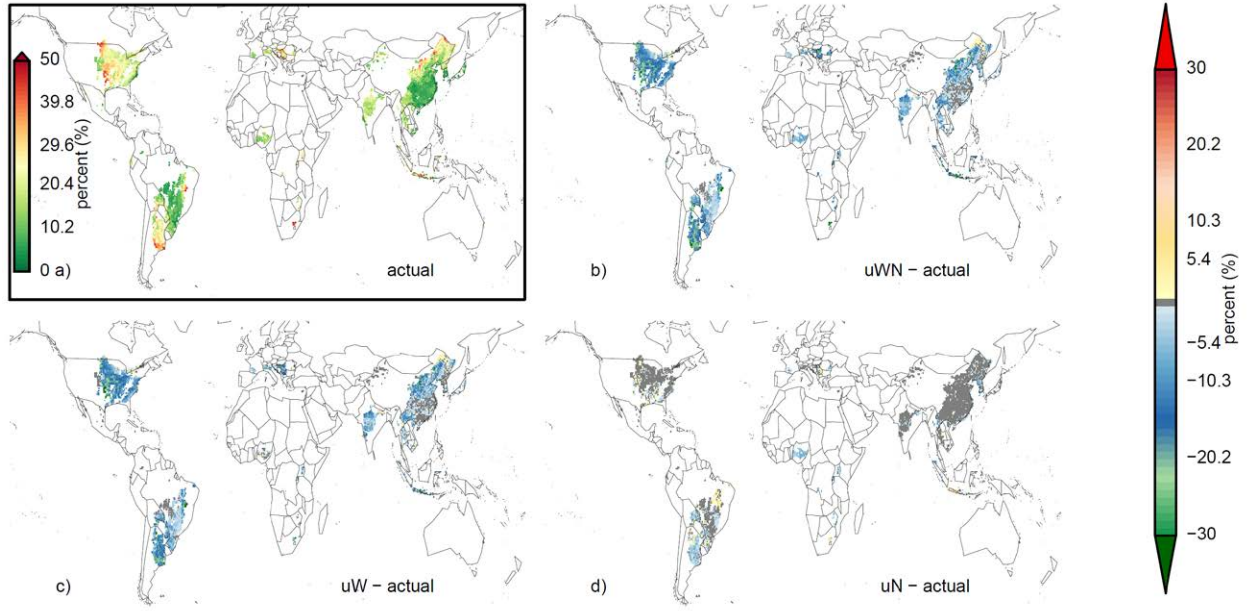 50
39.8
29.6
20.4
10.2
0 a)
percent (%)
actual
b)
uWN − actual
c)
uW − actual
d)
uN − actual
30
20.2
10.3
5.4
−5.4
−10.3
−20.2
−30
percent (%)